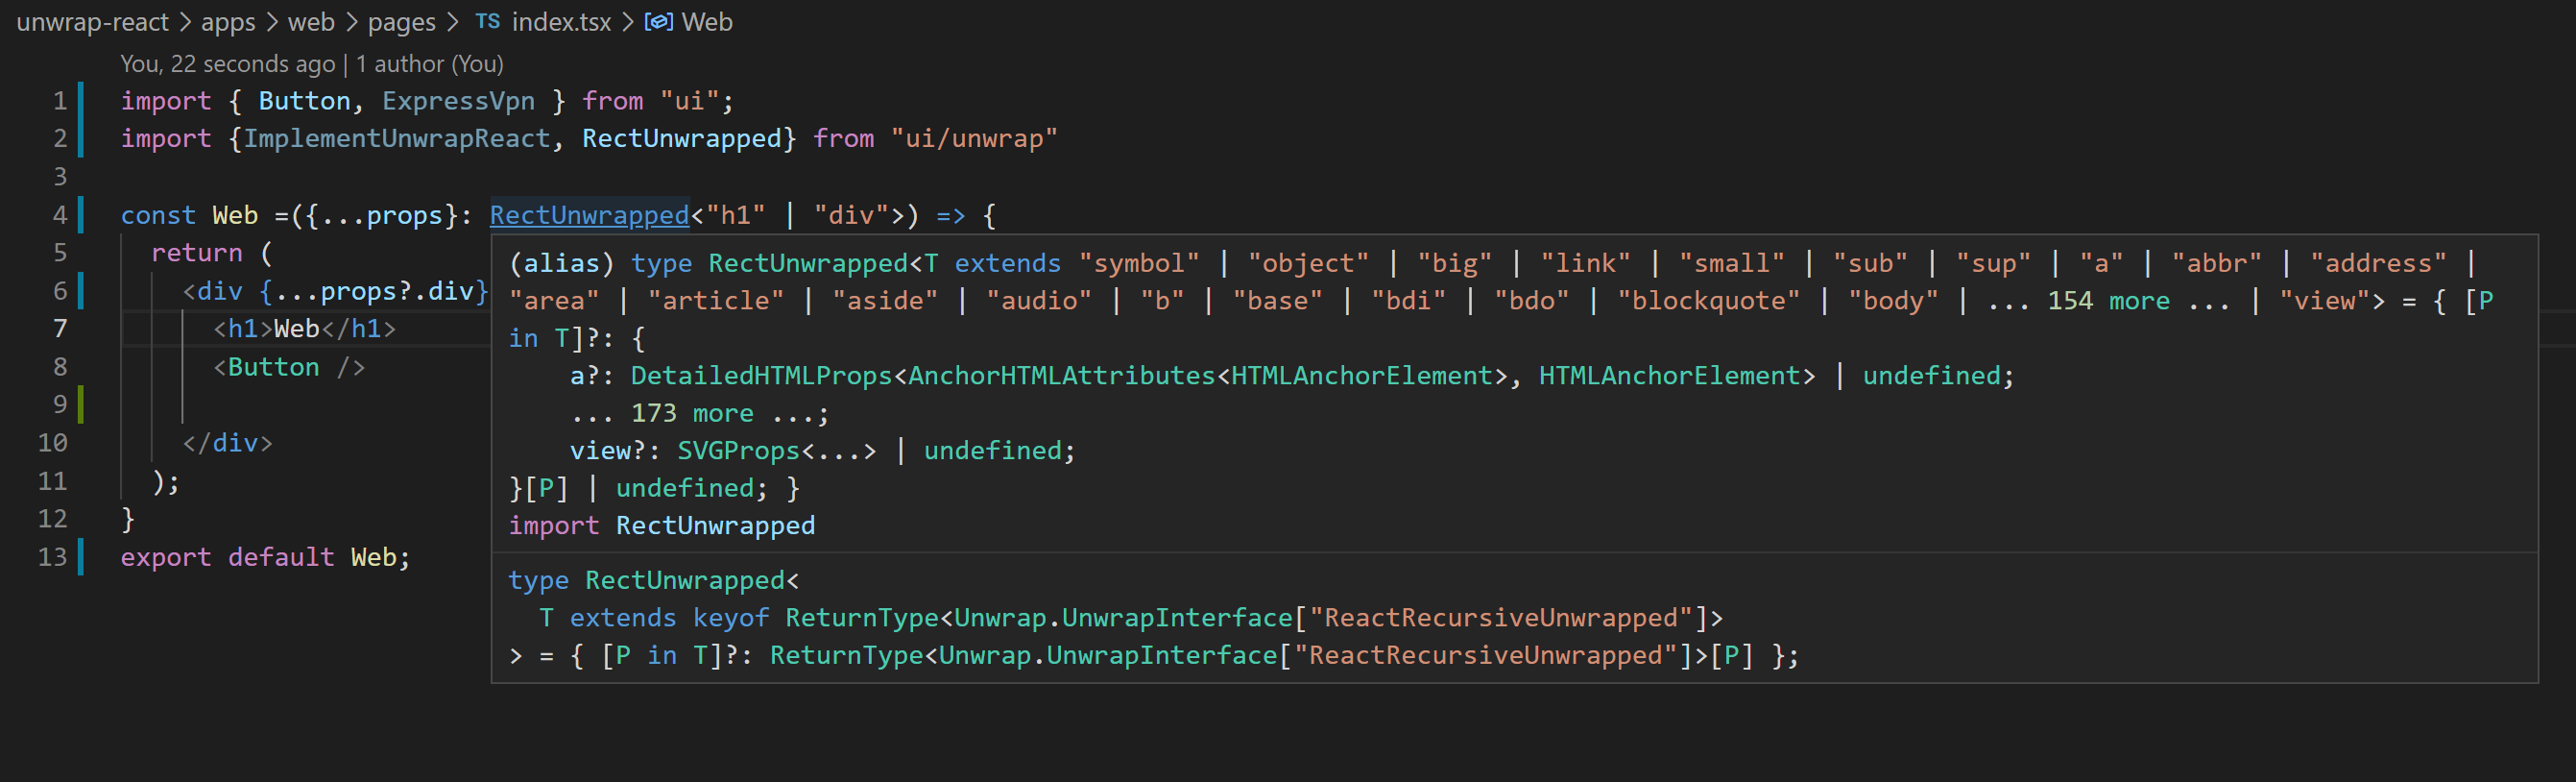 unwrap-react > apps > web > pages > TS index.tsx > Web
You, 22 seconds ago | 1 author (You)
1 import { Button, ExpressVpn } from "ui";
2 import {ImplementUnwrapReact, RectUnwrapped} from "ui/unwrap"
3
4 const Web =({...props}: RectUnwrapped<"h1" | "div">) => {
5 return (
6 <div {...props?.div}
7 <h1>Web</h1>
8 <Button />
9
10 </div>
11 );
12 }
13 export default Web;
(alias) type RectUnwrapped<T extends "symbol" | "object" | "big" | "link" | "small" | "sub" | "sup" | "a" | "abbr" | "address" |
"area" | "article" | "aside" | "audio" | "b" | "base" | "bdi" | "bdo" | "blockquote" | "body" | ... 154 more ... | "view"> = { [P
in T]?: {
a?: DetailedHTMLProps<AnchorHTMLAttributes<HTMLAnchorElement>, HTMLAnchorElement> | undefined;
... 173 more ...;
view?: SVGProps<...> | undefined;
}[P] | undefined; }
import RectUnwrapped
type RectUnwrapped<
T extends keyof ReturnType<Unwrap.UnwrapInterface["ReactRecursiveUnwrapped"]>
> = { [P in T]?: ReturnType<Unwrap.UnwrapInterface["ReactRecursiveUnwrapped"]>[P] };